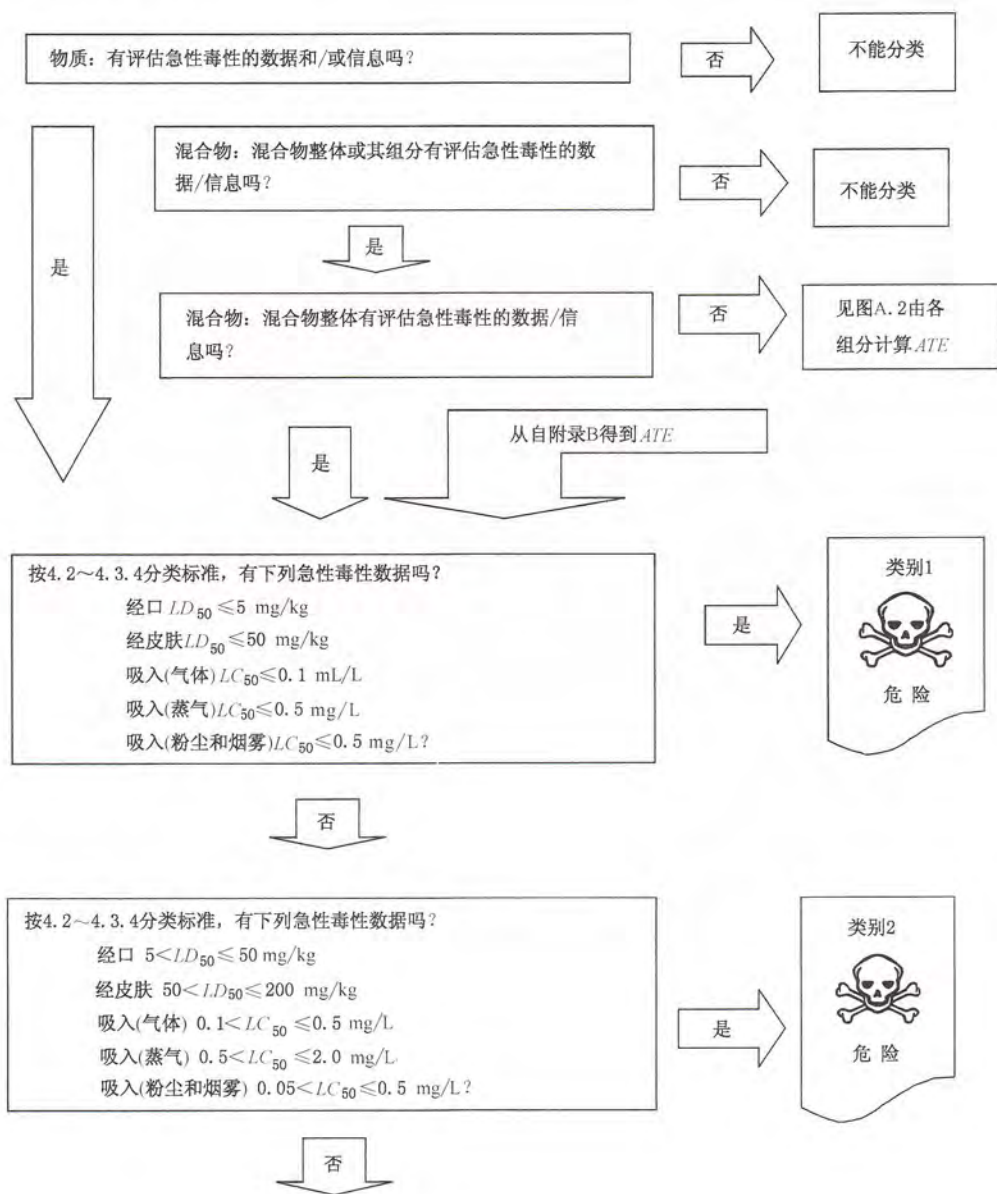 物质：有评估急性毒性的数据和/或信息吗？
否
不能分类
混合物：混合物整体或其组分有评估急性毒性的数
据/信息吗？
否
不能分类
是
是
混合物：混合物整体有评估急性毒性的数据/信
息吗？
否
见图A.2由各
组分计算ATE
从自附录B得到ATE
是
按4.2～4.3.4分类标准，有下列急性毒性数据吗？
经口 LD50≤5 mg/kg
经皮肤LD50≤50 mg/kg
吸入(气体)LC50≤0.1 mL/L
吸入(蒸气)LC50≤0.5 mg/L
吸入(粉尘和烟雾)LC50≤0.5 mg/L？
是
类别1
危 险
否
按4.2～4.3.4分类标准，有下列急性毒性数据吗？
经口 5<LD50≤50 mg/kg
经皮肤 50<LD50≤200 mg/kg
吸入(气体) 0.1<LC50≤0.5 mg/L
吸入(蒸气) 0.5<LC50≤2.0 mg/L
吸入(粉尘和烟雾) 0.05<LC50≤0.5 mg/L？
是
类别2
危 险
否